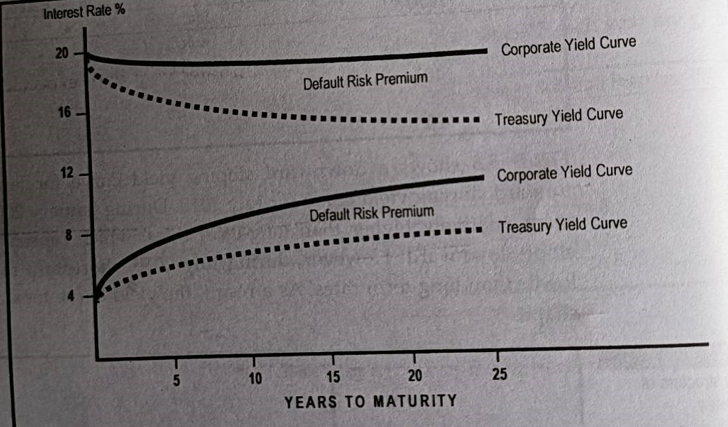 Interest Rate %
20
Corporate Yield Curve
Default Risk Premium
16
Treasury Yield Curve
12
Corporate Yield Curve
Default Risk Premium
8
Treasury Yield Curve
4
5 10 15 20 25
YEARS TO MATURITY